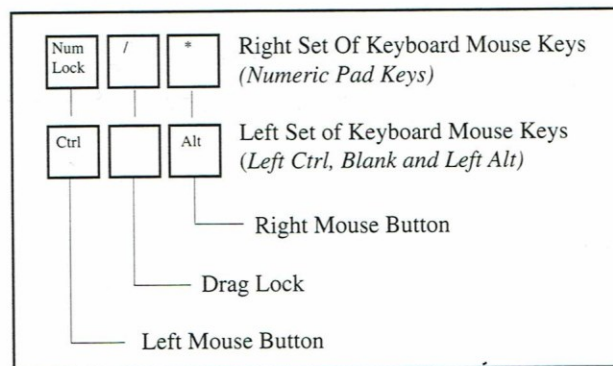 Num
Lock
/
*
Right Set Of Keyboard Mouse Keys
(Numeric Pad Keys)
Ctrl
Alt
Left Set of Keyboard Mouse Keys
(Left Ctrl, Blank and Left Alt)
Right Mouse Button
Drag Lock
Left Mouse Button